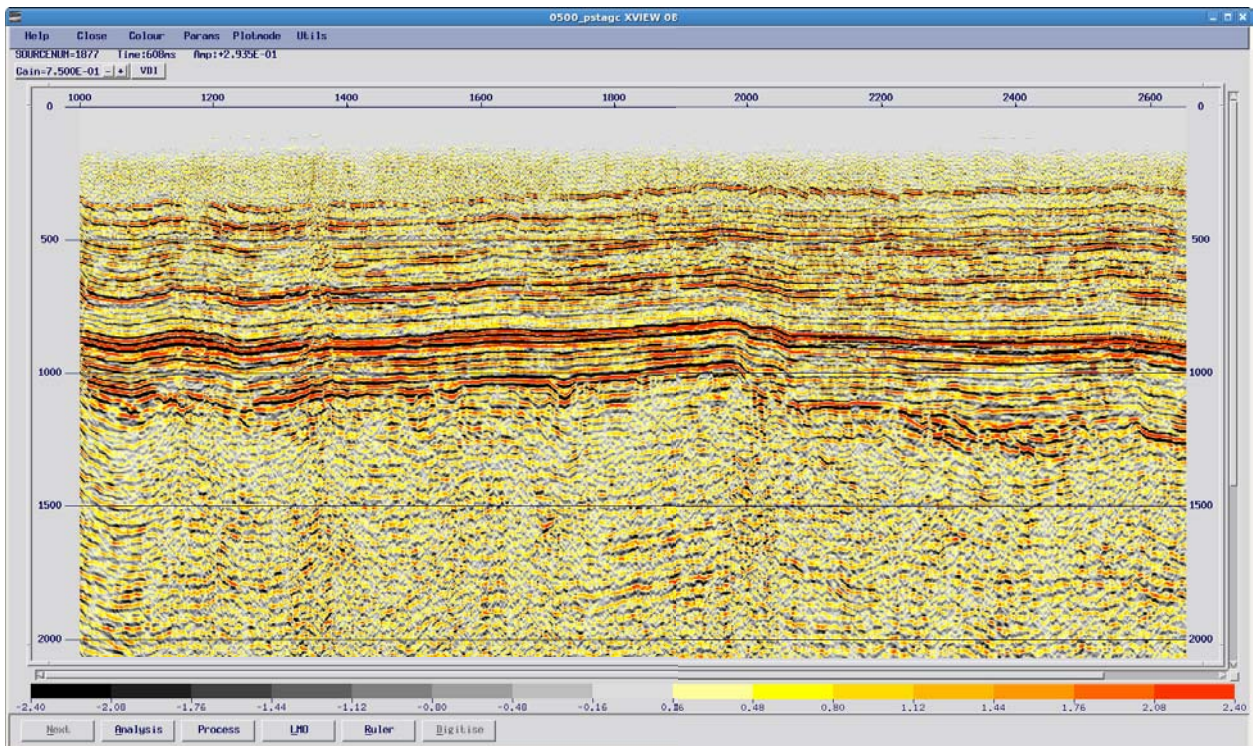 0500_pstagc XVIEW 08
Help Close Colour Params Plotmode Utils
SOURCENUM=1877 Time:608ms Amp:+2.935E-01
Gain=7.500E-01 - + VDI
1000 1200 1400 1600 1800 2000 2200 2400 2600
0 0
500 500
1000 1000
1500 1500
2000 2000
-2.40 -2.08 -1.76 -1.44 -1.12 -0.80 -0.48 -0.16 0.16 0.48 0.80 1.12 1.44 1.76 2.08 2.40
Next Analysis Process LMO Ruler Digitise